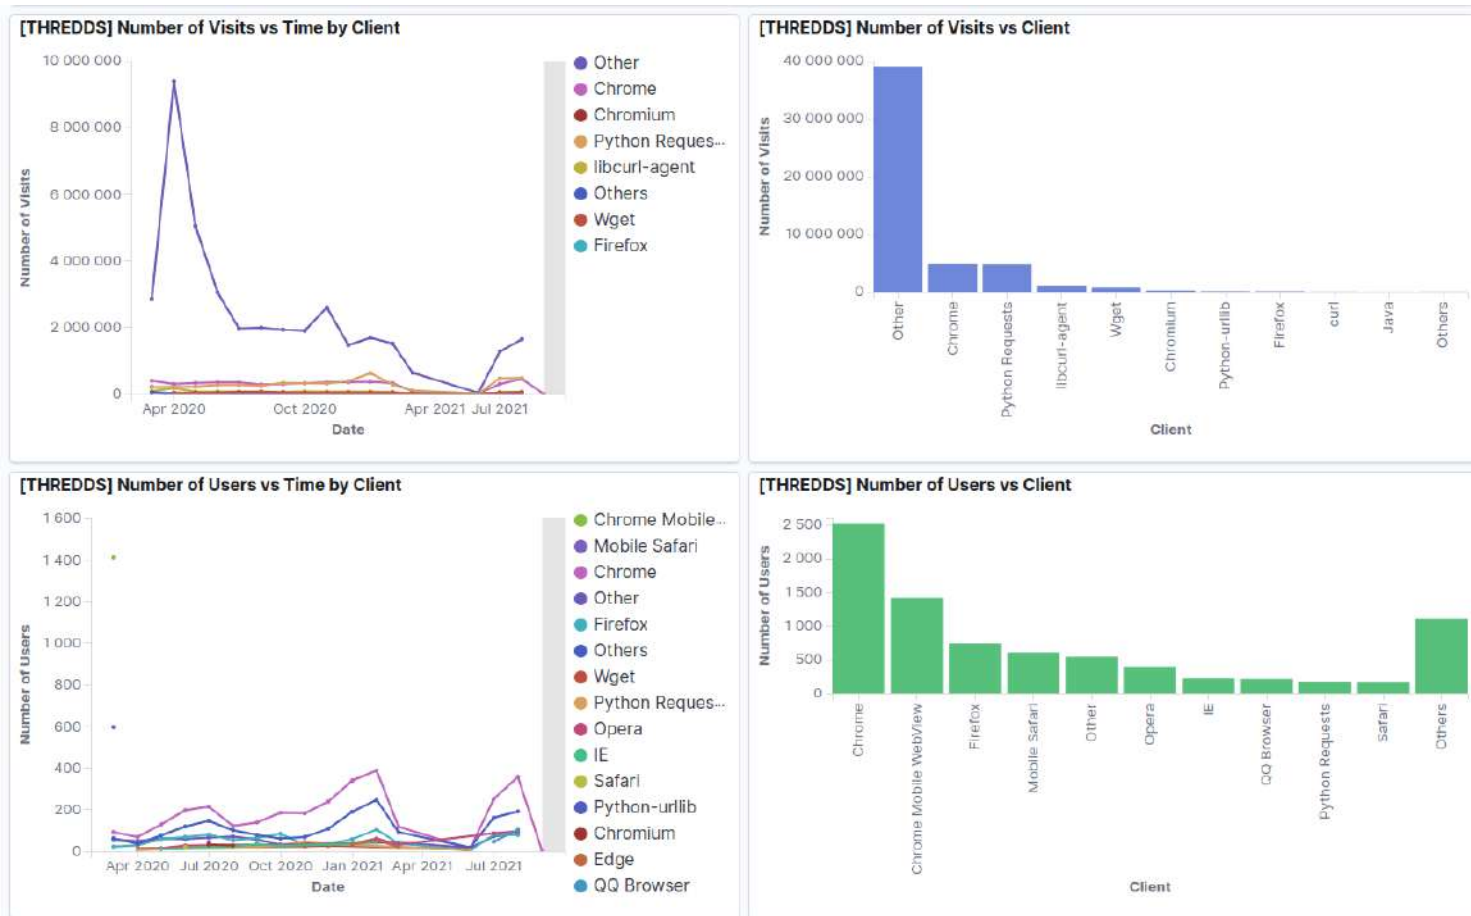 [THREDDS] Number of Visits vs Time by Client
10 000 000
8 000 000
6 000 000
4 000 000
2 000 000
0
Number of Visits
Apr 2020
Oct 2020
Apr 2021
Jul 2021
Date
Other
Chrome
Chromium
Python Reques...
libcurl-agent
Others
Wget
Firefox
[THREDDS] Number of Visits vs Client
40 000 000
30 000 000
20 000 000
10 000 000
0
Number of Visits
Other
Chrome
Python Requests
libcurl-agent
Wget
Chromium
Python-urllib
Firefox
curl
Java
Others
Client
[THREDDS] Number of Users vs Time by Client
1 600
1 400
1 200
1 000
800
600
400
200
0
Number of Users
Apr 2020
Jul 2020
Oct 2020
Jan 2021
Apr 2021
Jul 2021
Date
Chrome Mobile...
Mobile Safari
Chrome
Other
Firefox
Others
Wget
Python Reques...
Opera
IE
Safari
Python-urllib
Chromium
Edge
QQ Browser
[THREDDS] Number of Users vs Client
2 500
2 000
1 500
1 000
500
0
Number of Users
Chrome
Chrome Mobile WebView
Firefox
Mobile Safari
Other
Opera
IE
QQ Browser
Python Requests
Safari
Others
Client